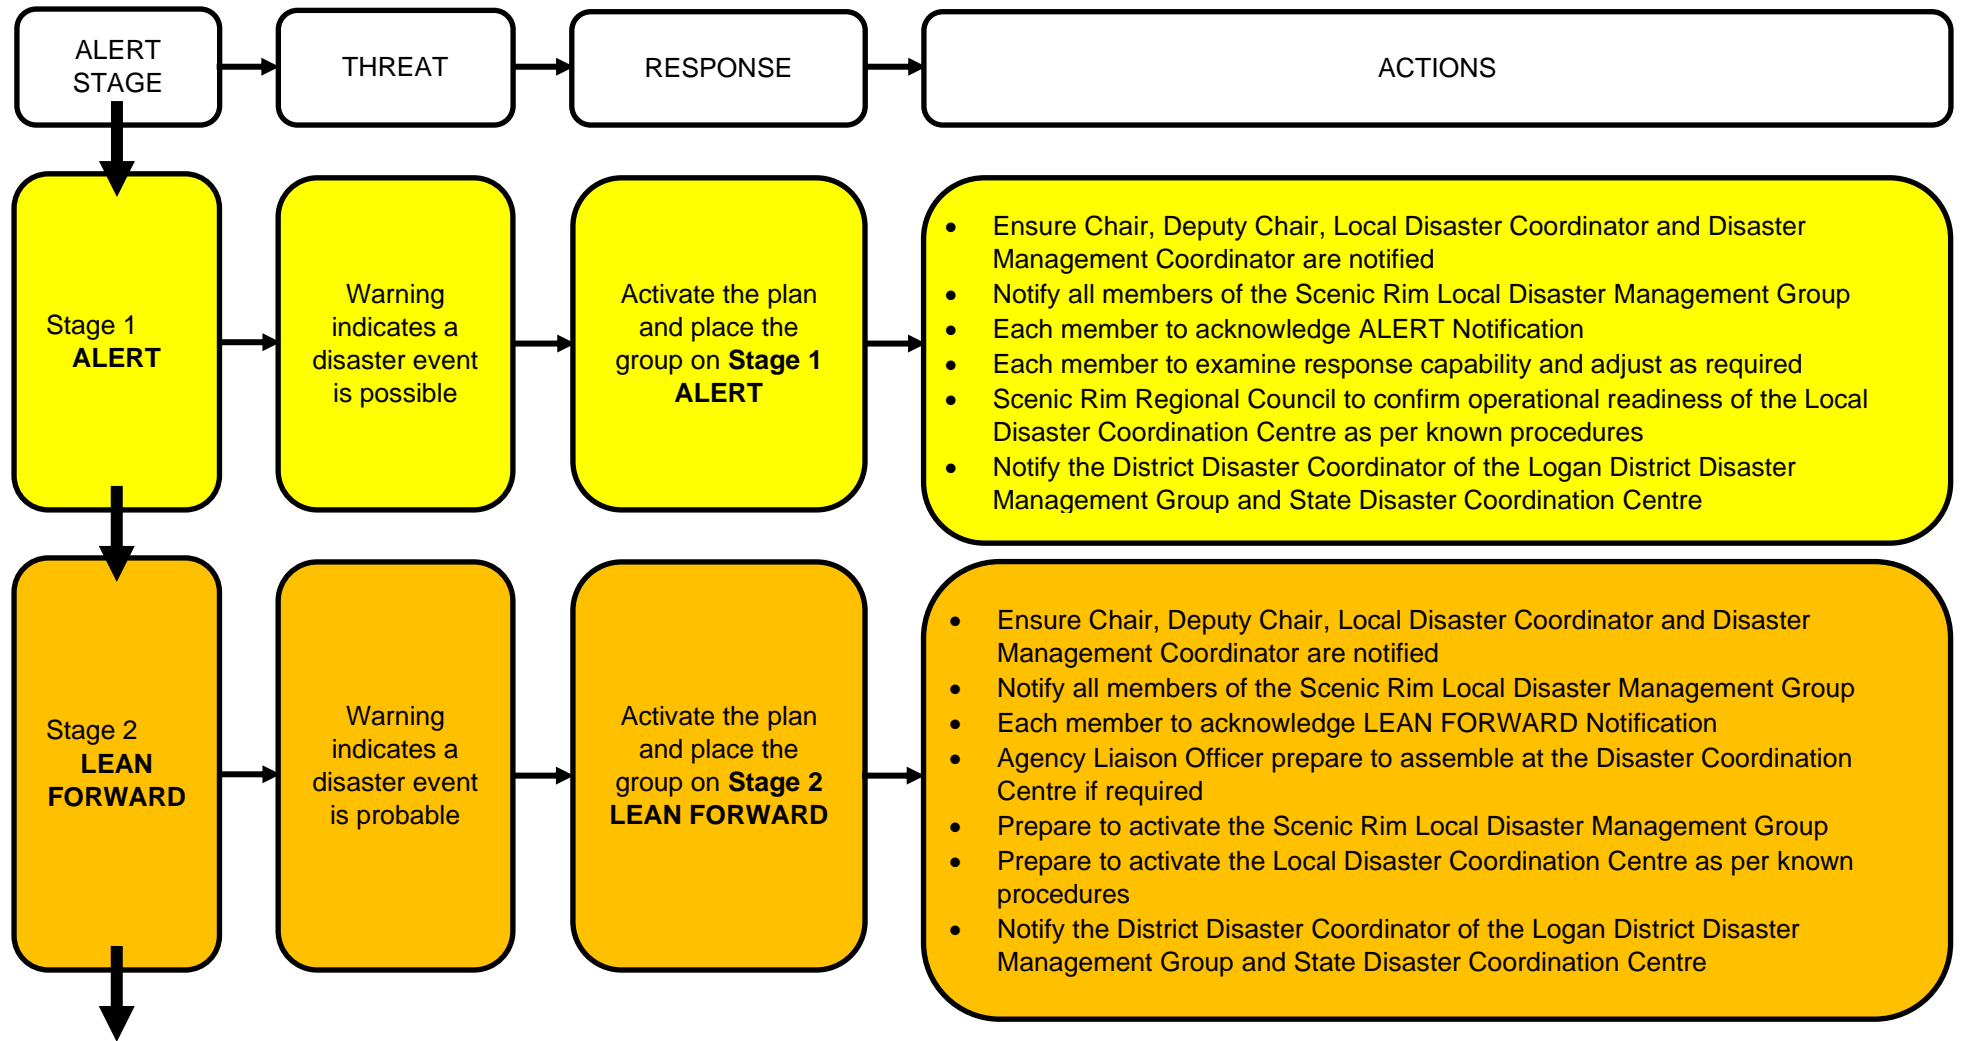 ALERT
STAGE
THREAT
RESPONSE
ACTIONS
Stage 1
ALERT
Warning
indicates a
disaster event
is possible
Activate the plan
and place the
group on Stage 1
ALERT
• Ensure Chair, Deputy Chair, Local Disaster Coordinator and Disaster
Management Coordinator are notified
• Notify all members of the Scenic Rim Local Disaster Management Group
• Each member to acknowledge ALERT Notification
• Each member to examine response capability and adjust as required
• Scenic Rim Regional Council to confirm operational readiness of the Local
Disaster Coordination Centre as per known procedures
• Notify the District Disaster Coordinator of the Logan District Disaster
Management Group and State Disaster Coordination Centre
Stage 2
LEAN
FORWARD
Warning
indicates a
disaster event
is probable
Activate the plan
and place the
group on Stage 2
LEAN FORWARD
• Ensure Chair, Deputy Chair, Local Disaster Coordinator and Disaster
Management Coordinator are notified
• Notify all members of the Scenic Rim Local Disaster Management Group
• Each member to acknowledge LEAN FORWARD Notification
• Agency Liaison Officer prepare to assemble at the Disaster Coordination
Centre if required
• Prepare to activate the Scenic Rim Local Disaster Management Group
• Prepare to activate the Local Disaster Coordination Centre as per known
procedures
• Notify the District Disaster Coordinator of the Logan District Disaster
Management Group and State Disaster Coordination Centre